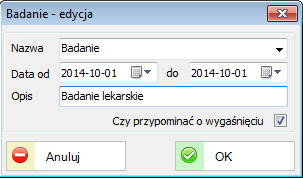 Badanie - edycja
Nazwa Badanie
Data od 2014-10-01 do 2014-10-01
Opis Badanie lekarskie
Czy przypominać o wygaśnięciu
Anuluj OK